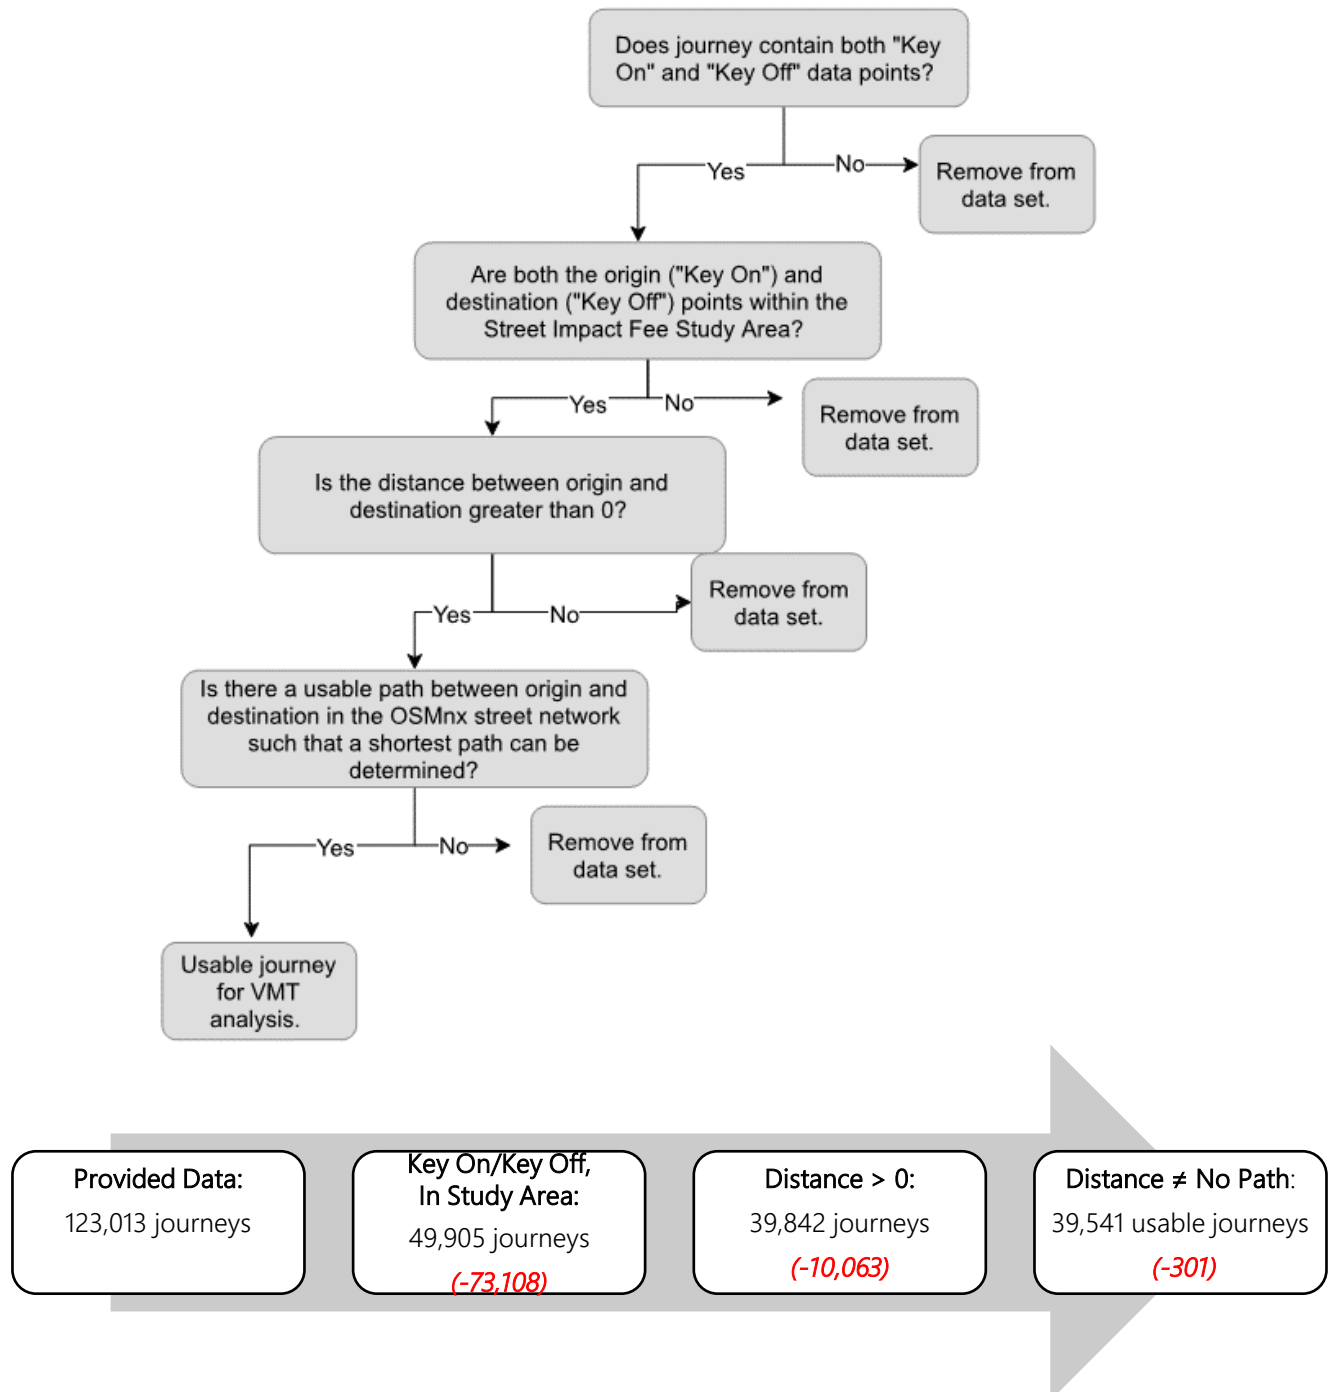 Does journey contain both "Key
On" and "Key Off" data points?
Yes
No
Remove from
data set.
Are both the origin ("Key On") and
destination ("Key Off") points within the
Street Impact Fee Study Area?
Yes
No
Remove from
data set.
Is the distance between origin and
destination greater than 0?
Yes
No
Remove from
data set.
Is there a usable path between origin and
destination in the OSMnx street network
such that a shortest path can be
determined?
Yes
No
Remove from
data set.
Usable journey
for VMT
analysis.
Provided Data:
123,013 journeys
Key On/Key Off,
In Study Area:
49,905 journeys
(-73,108)
Distance > 0:
39,842 journeys
(-10,063)
Distance ≠ No Path:
39,541 usable journeys
(-301)